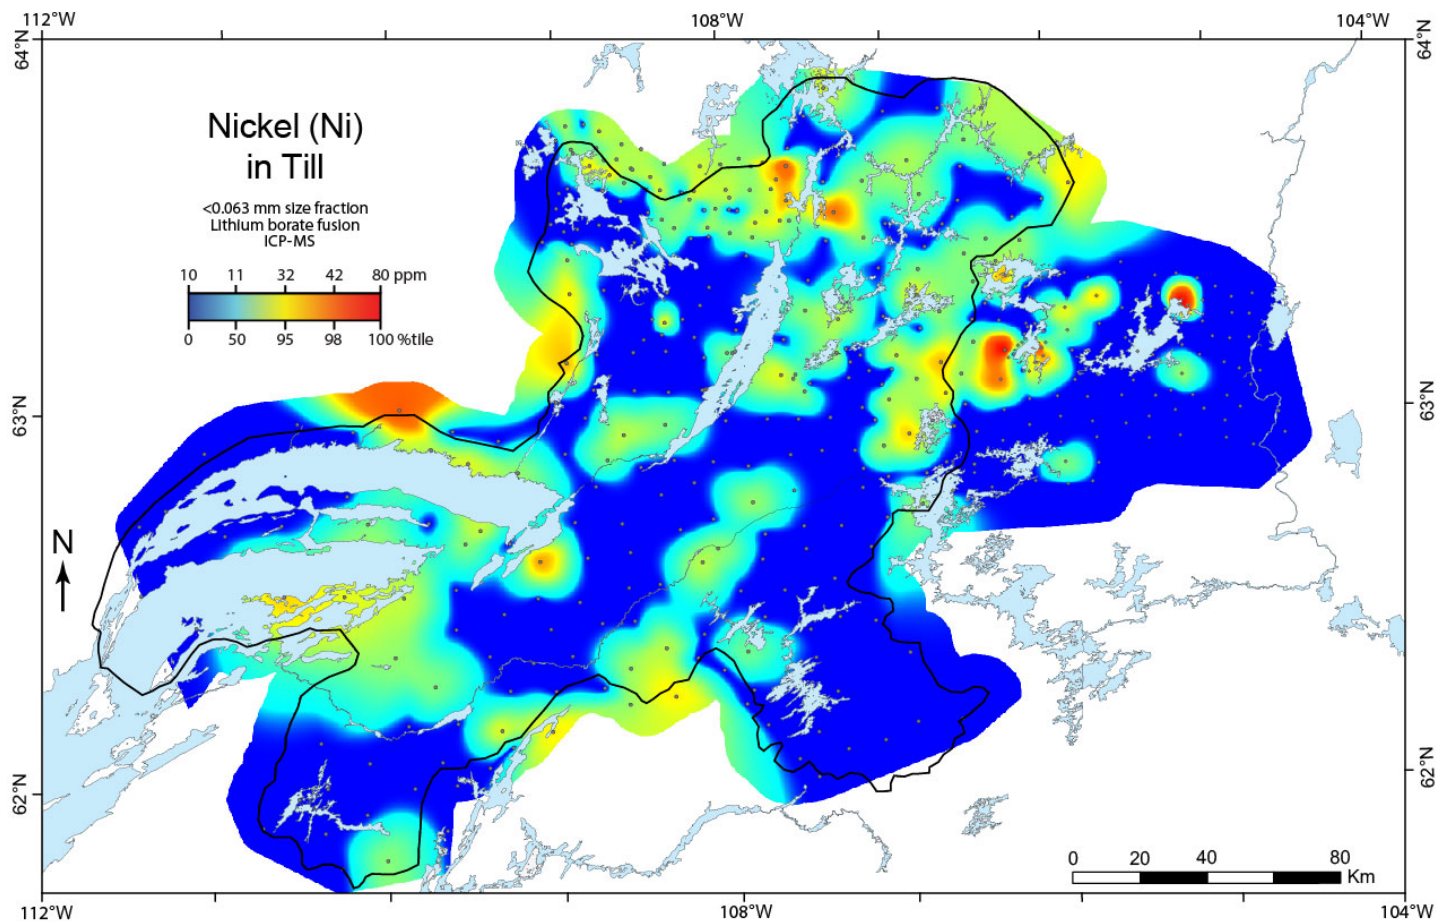 112°W 108°W 104°W
64°N 64°N
Nickel (Ni)
in Till
<0.063 mm size fraction
Lithium borate fusion
ICP-MS
10 11 32 42 80 ppm
0 50 95 98 100 %tile
63°N 63°N
N
62°N 62°N
0 20 40 80
Km
112°W 108°W 104°W